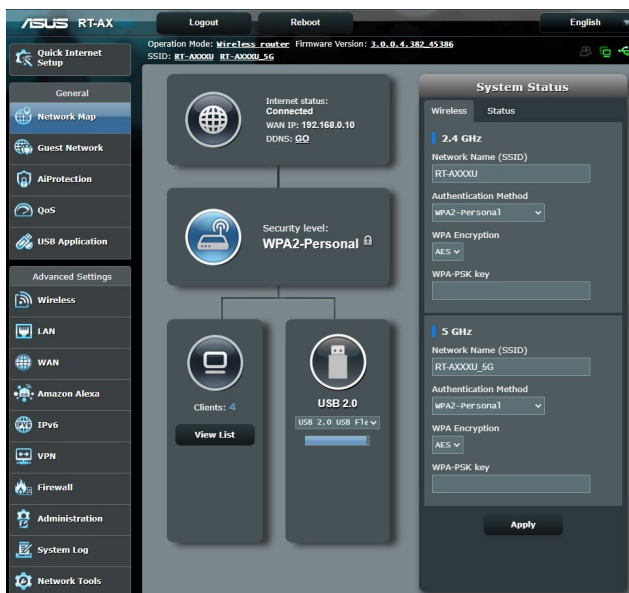 ASUS RT-AX
Logout
Reboot
English
Quick Internet
Setup
Operation Mode: Wireless router Firmware Version: 3.0.0.4.382_45386
SSID: RT-AXXXU RT-AXXXU_5G
General
Network Map
Guest Network
AiProtection
QoS
USB Application
Advanced Settings
Wireless
LAN
WAN
Amazon Alexa
IPv6
VPN
Firewall
Administration
System Log
Network Tools
Internet status:
Connected
WAN IP: 192.168.0.10
DDNS: GO
Security level:
WPA2-Personal
Clients: 4
View List
USB 2.0
USB 2.0 USB Fle
System Status
Wireless
Status
2.4 GHz
Network Name (SSID)
RT-AXXXU
Authentication Method
WPA2-Personal
WPA Encryption
AES
WPA-PSK key
5 GHz
Network Name (SSID)
RT-AXXXU_5G
Authentication Method
WPA2-Personal
WPA Encryption
AES
WPA-PSK key
Apply